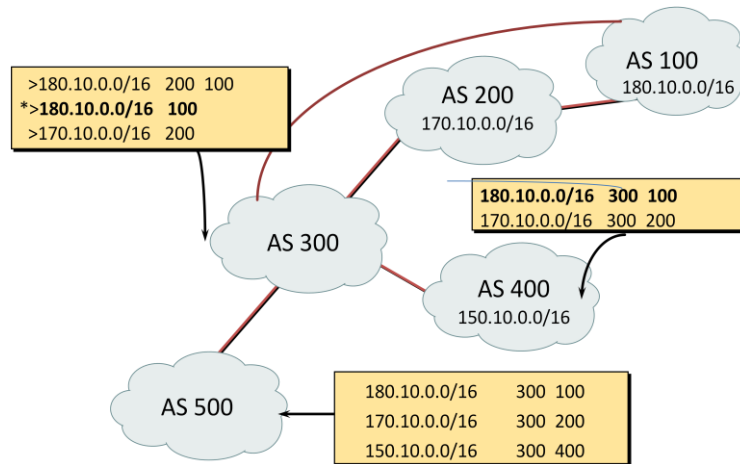 AS 100
180.10.0.0/16
>180.10.0.0/16 200 100
*>180.10.0.0/16 100
>170.10.0.0/16 200
AS 200
170.10.0.0/16
180.10.0.0/16 300 100
170.10.0.0/16 300 200
AS 300
AS 400
150.10.0.0/16
AS 500
180.10.0.0/16 300 100
170.10.0.0/16 300 200
150.10.0.0/16 300 400